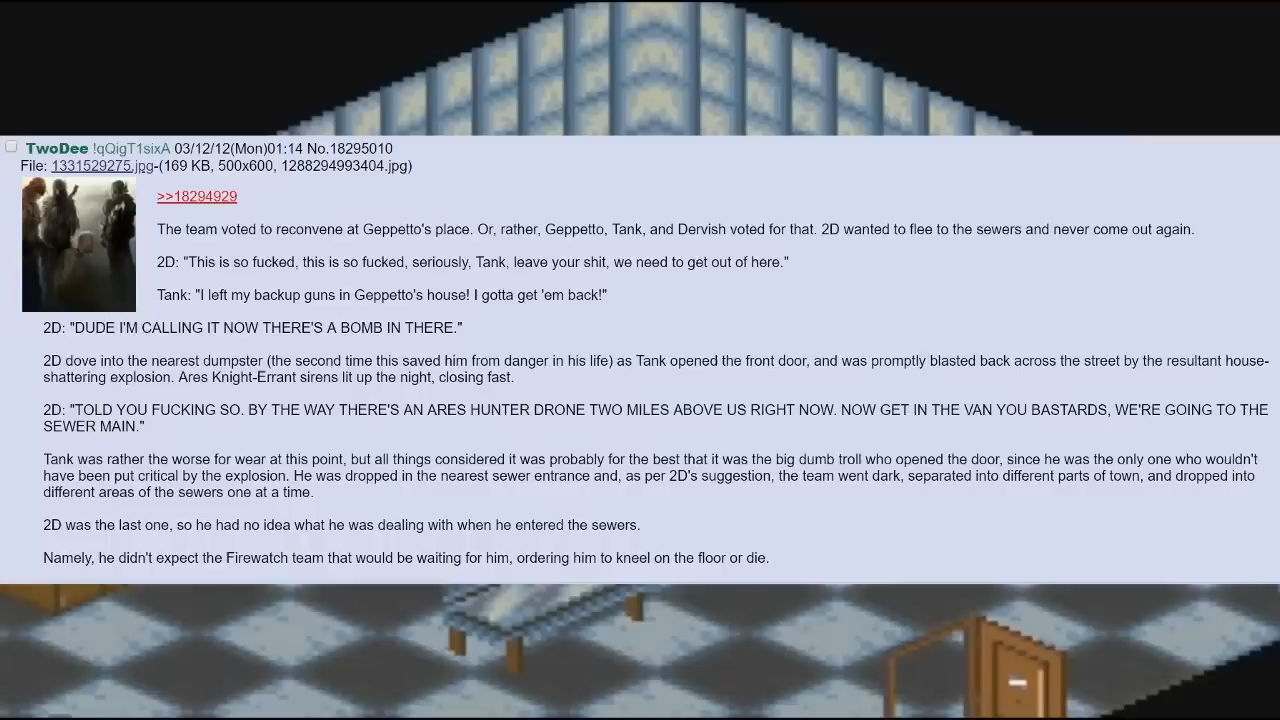 TwoDee !qQigT1sixA 03/12/12(Mon)01:14 No.18295010
File: 1331529275.jpg-(169 KB, 500x600, 1288294993404.jpg)
>>18294929
The team voted to reconvene at Geppetto's place. Or, rather, Geppetto, Tank, and Dervish voted for that. 2D wanted to flee to the sewers and never come out again.
2D: "This is so fucked, this is so fucked, seriously, Tank, leave your shit, we need to get out of here."
Tank: "I left my backup guns in Geppetto's house! I gotta get 'em back!"
2D: "DUDE I'M CALLING IT NOW THERE'S A BOMB IN THERE."
2D dove into the nearest dumpster (the second time this saved him from danger in his life) as Tank opened the front door, and was promptly blasted back across the street by the resultant house-
shattering explosion. Ares Knight-Errant sirens lit up the night, closing fast.
2D: "TOLD YOU FUCKING SO. BY THE WAY THERE'S AN ARES HUNTER DRONE TWO MILES ABOVE US RIGHT NOW. NOW GET IN THE VAN YOU BASTARDS, WE'RE GOING TO THE
SEWER MAIN."
Tank was rather the worse for wear at this point, but all things considered it was probably for the best that it was the big dumb troll who opened the door, since he was the only one who wouldn't
have been put critical by the explosion. He was dropped in the nearest sewer entrance and, as per 2D's suggestion, the team went dark, separated into different parts of town, and dropped into
different areas of the sewers one at a time.
2D was the last one, so he had no idea what he was dealing with when he entered the sewers.
Namely, he didn't expect the Firewatch team that would be waiting for him, ordering him to kneel on the floor or die.